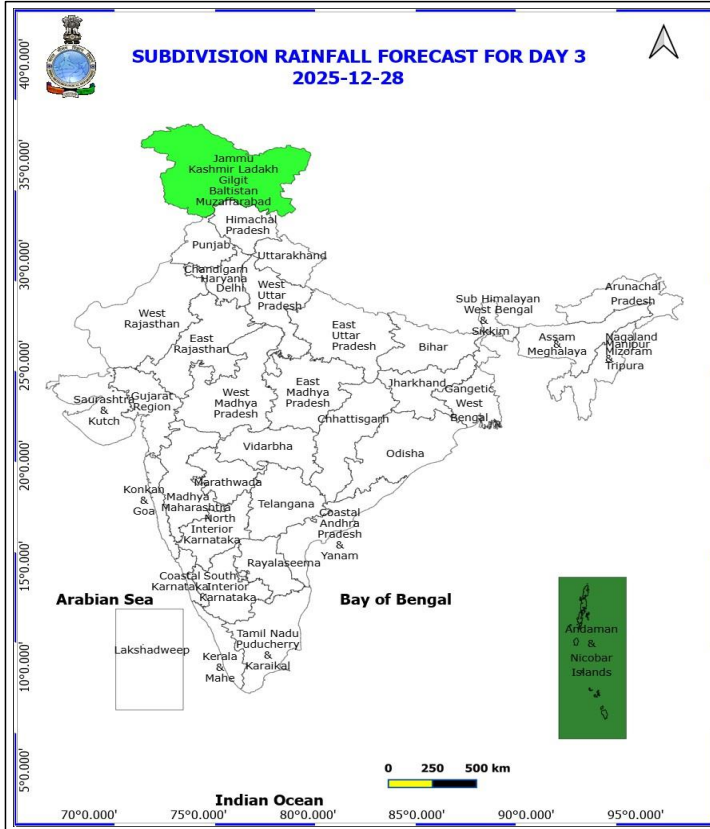 SUBDIVISION RAINFALL FORECAST FOR DAY 3
2025-12-28
40°0.000'
35°0.000'
30°0.000'
25°0.000'
20°0.000'
15°0.000'
10°0.000'
5°0.000'
Jammu
Kashmir Ladakh
Gilgit
Baltistan
Muzaffarabad
Himachal
Pradesh
Punjab
Uttarakhand
Chandigarh
Haryana
Delhi
West
Uttar
Pradesh
West
Rajasthan
East
Rajasthan
East
Uttar
Pradesh
Bihar
Sub Himalayan
West Bengal
&
Sikkim
Arunachal
Pradesh
Assam
&
Meghalaya
Nagaland
Manipur
Mizoram
&
Tripura
Saurashtra
&
Kutch
Gujarat
Region
West
Madhya
Pradesh
East
Madhya
Pradesh
Jharkhand
Gangetic
West
Bengal
Chhattisgarh
Odisha
Vidarbha
Konkan
&
Goa
Madhya
Maharashtra
Marathwada
Telangana
North
Interior
Karnataka
Coastal
Andhra
Pradesh
&
Yanam
Rayalaseema
Coastal
Karnataka
South
Interior
Karnataka
Arabian Sea
Bay of Bengal
Lakshadweep
Kerala
&
Mahe
Tamil Nadu
Puducherry
&
Karaikal
Andaman
&
Nicobar
Islands
0 250 500 km
Indian Ocean
70°0.000' 75°0.000' 80°0.000' 85°0.000' 90°0.000' 95°0.000'